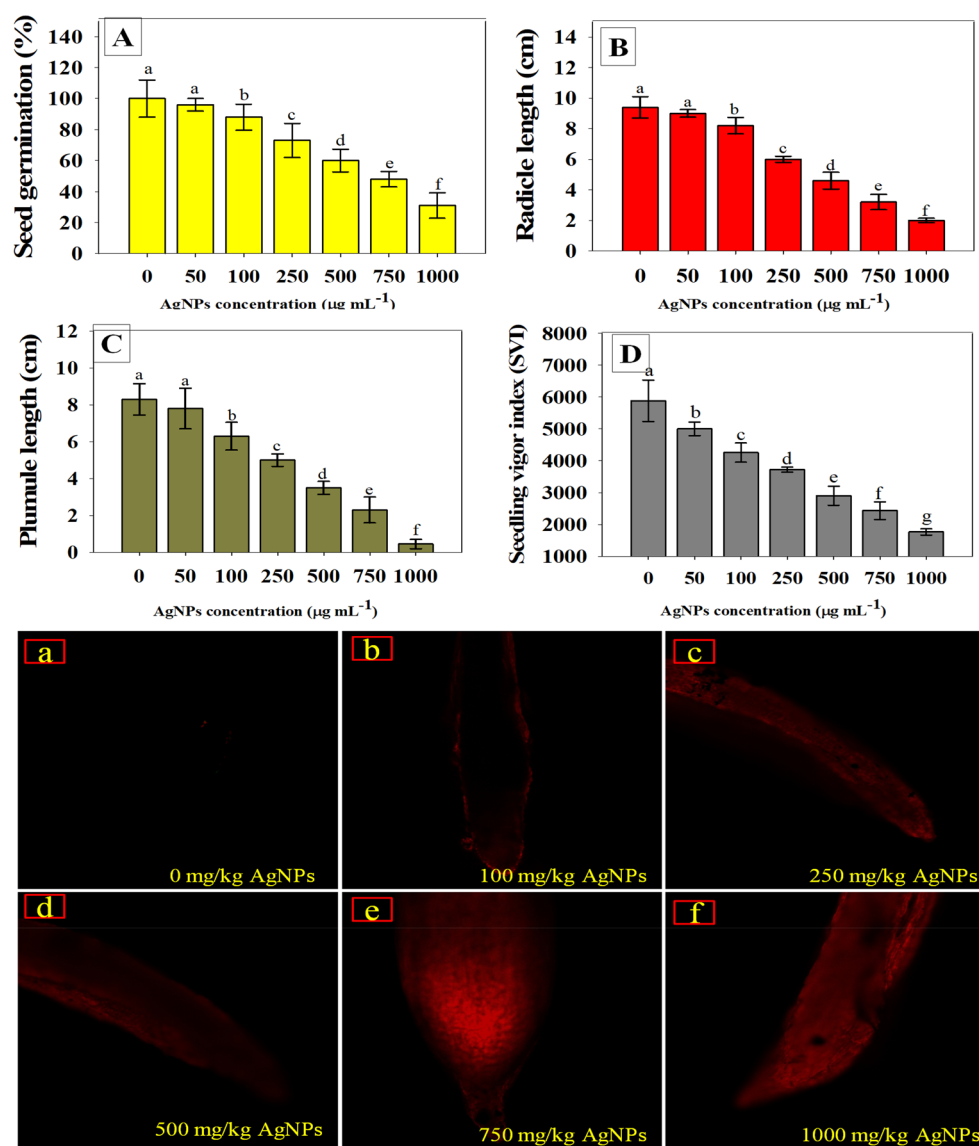 A
Seed germination (%)
140
120
100
80
60
40
20
0
a
a
b
c
d
e
f
0 50 100 250 500 750 1000
AgNPs concentration (µg mL⁻¹)
B
Radicle length (cm)
14
12
10
8
6
4
2
0
a
a
b
c
d
e
f
0 50 100 250 500 750 1000
AgNPs concentration (µg mL⁻¹)
C
Plumule length (cm)
12
10
8
6
4
2
0
a
a
b
c
d
e
f
0 50 100 250 500 750 1000
AgNPs concentration (µg mL⁻¹)
D
Seedling vigor index (SVI)
8000
7000
6000
5000
4000
3000
2000
1000
a
b
c
d
e
f
g
0 50 100 250 500 750 1000
AgNPs concentration (µg mL⁻¹)
a
0 mg/kg AgNPs
b
100 mg/kg AgNPs
c
250 mg/kg AgNPs
d
500 mg/kg AgNPs
e
750 mg/kg AgNPs
f
1000 mg/kg AgNPs